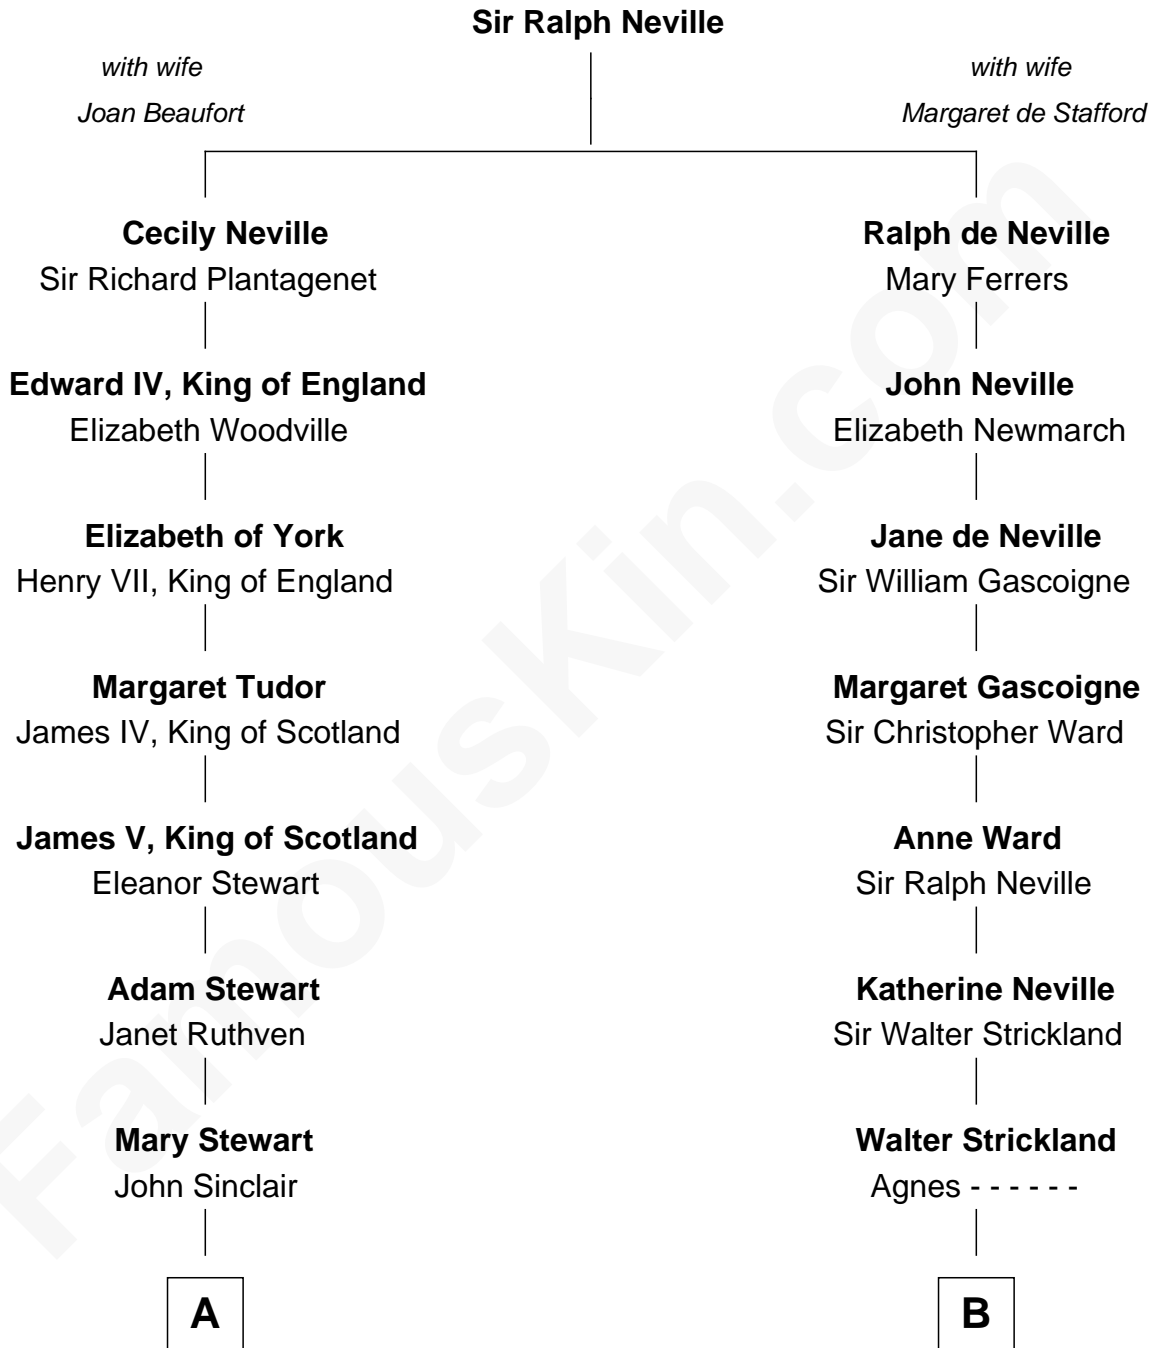 Sir Ralph Neville
with wife
Joan Beaufort
with wife
Margaret de Stafford
Cecily Neville
Sir Richard Plantagenet
Ralph de Neville
Mary Ferrers
Edward IV, King of England
Elizabeth Woodville
John Neville
Elizabeth Newmarch
Elizabeth of York
Henry VII, King of England
Jane de Neville
Sir William Gascoigne
Margaret Tudor
James IV, King of Scotland
Margaret Gascoigne
Sir Christopher Ward
James V, King of Scotland
Eleanor Stewart
Anne Ward
Sir Ralph Neville
Adam Stewart
Janet Ruthven
Katherine Neville
Sir Walter Strickland
Mary Stewart
John Sinclair
Walter Strickland
Agnes - - - - - -
A
B
FamousKin.com